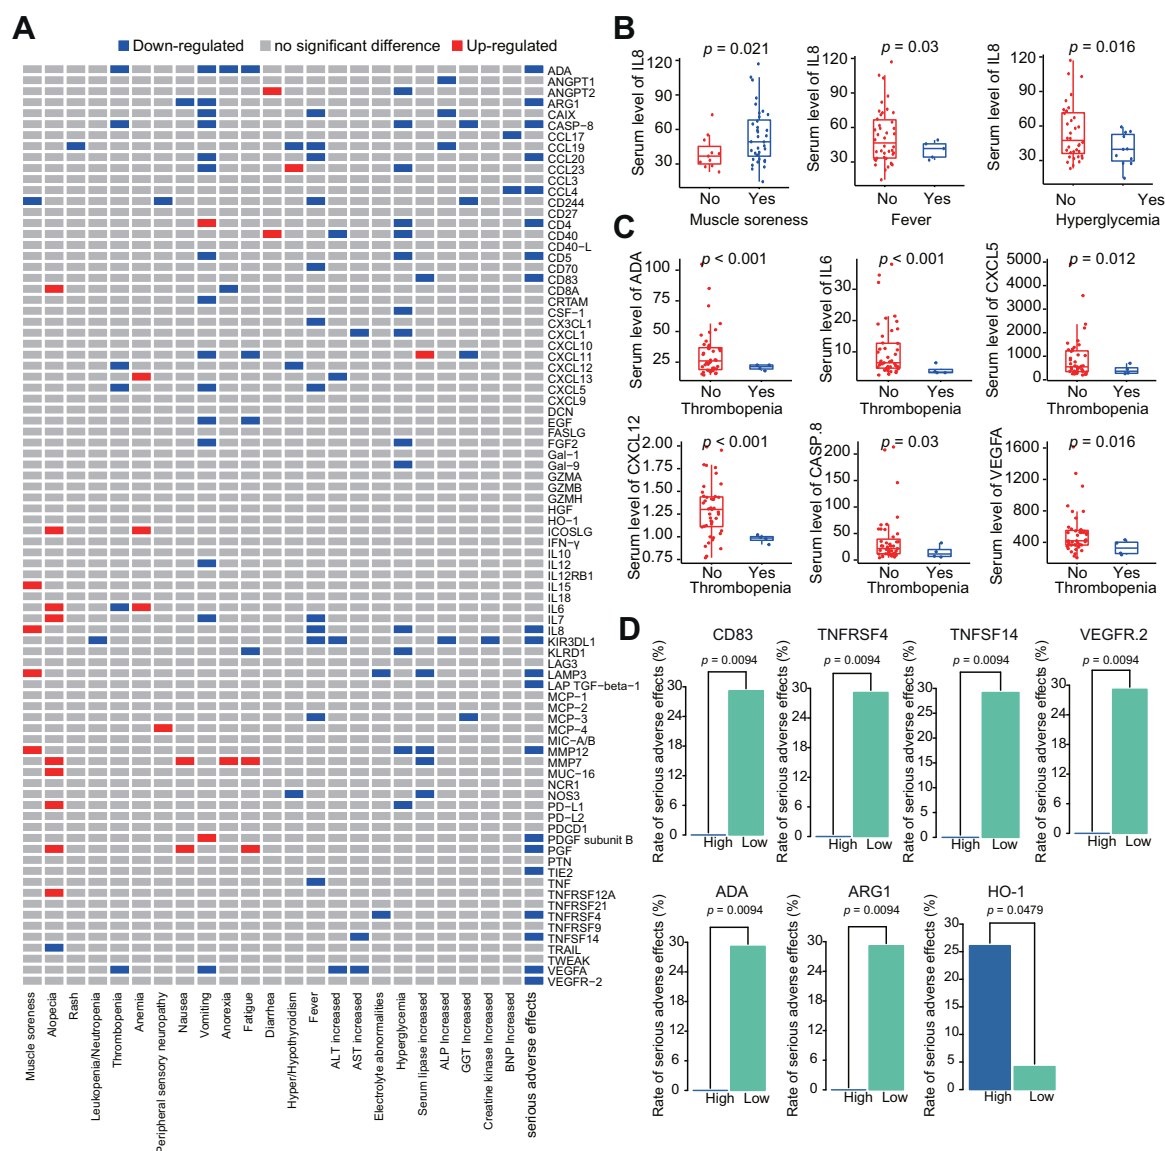 A
Down-regulated no significant difference Up-regulated
ADA
ANGPT1
ANGPT2
ARG1
CAIX
CASP-8
CCL17
CCL19
CCL20
CCL23
CCL3
CCL4
CD244
CD27
CD4
CD40
CD40-L
CD5
CD70
CD83
CD8A
CRTAM
CSF-1
CX3CL1
CXCL1
CXCL10
CXCL11
CXCL12
CXCL13
CXCL5
CXCL9
DCN
EGF
FASLG
FGF2
Gal-1
Gal-9
GZMA
GZMB
GZMH
HGF
HO-1
ICOSLG
IFN-γ
IL10
IL12
IL12RB1
IL15
IL18
IL6
IL7
IL8
KIR3DL1
KLRD1
LAG3
LAMP3
LAP TGF-beta-1
MCP-1
MCP-2
MCP-3
MCP-4
MIC-A/B
MMP12
MMP7
MUC-16
NCR1
NOS3
PD-L1
PD-L2
PDCD1
PDGF subunit B
PGF
PTN
TIE2
TNF
TNFRSF12A
TNFRSF21
TNFRSF4
TNFRSF9
TNFSF14
TRAIL
TWEAK
VEGFA
VEGFR-2
Muscle soreness
Alopecia
Rash
Leukopenia/Neutropenia
Thrombopenia
Anemia
Peripheral sensory neuropathy
Nausea
Vomiting
Anorexia
Fatigue
Diarrhea
Hyper/Hypothyroidism
Fever
ALT increased
AST increased
Electrolyte abnormalities
Hyperglycemia
Serum lipase increased
ALP Increased
GGT Increased
Creatine kinase Increased
BNP Increased
serious adverse effects
B
Serum level of IL8
p = 0.021
120
90
60
30
No Yes
Muscle soreness
Serum level of IL8
p = 0.03
120
90
60
30
No Yes
Fever
Serum level of IL8
p = 0.016
120
90
60
30
No Yes
Hyperglycemia
C
Serum level of ADA
p < 0.001
100
75
50
25
No Yes
Thrombopenia
Serum level of IL6
p < 0.001
30
20
10
No Yes
Thrombopenia
Serum level of CXCL5
p = 0.012
5000
4000
3000
2000
1000
0
No Yes
Thrombopenia
Serum level of CXCL12
p < 0.001
2.00
1.75
1.50
1.25
1.00
0.75
No Yes
Thrombopenia
Serum level of CASP.8
p = 0.03
200
150
100
50
0
No Yes
Thrombopenia
Serum level of VEGFA
p = 0.016
1600
1200
800
400
No Yes
Thrombopenia
D
CD83
p = 0.0094
Rate of serious adverse effects (%)
30
24
18
12
6
0
High Low
TNFRSF4
p = 0.0094
Rate of serious adverse effects (%)
30
24
18
12
6
0
High Low
TNFSF14
p = 0.0094
Rate of serious adverse effects (%)
30
25
20
15
10
5
0
High Low
VEGFR.2
p = 0.0094
Rate of serious adverse effects (%)
30
24
18
12
6
0
High Low
ADA
p = 0.0094
Rate of serious adverse effects (%)
30
24
18
12
6
0
High Low
ARG1
p = 0.0094
Rate of serious adverse effects (%)
30
24
18
12
6
0
High Low
HO-1
p = 0.0479
Rate of serious adverse effects (%)
30
25
20
15
10
5
0
High Low